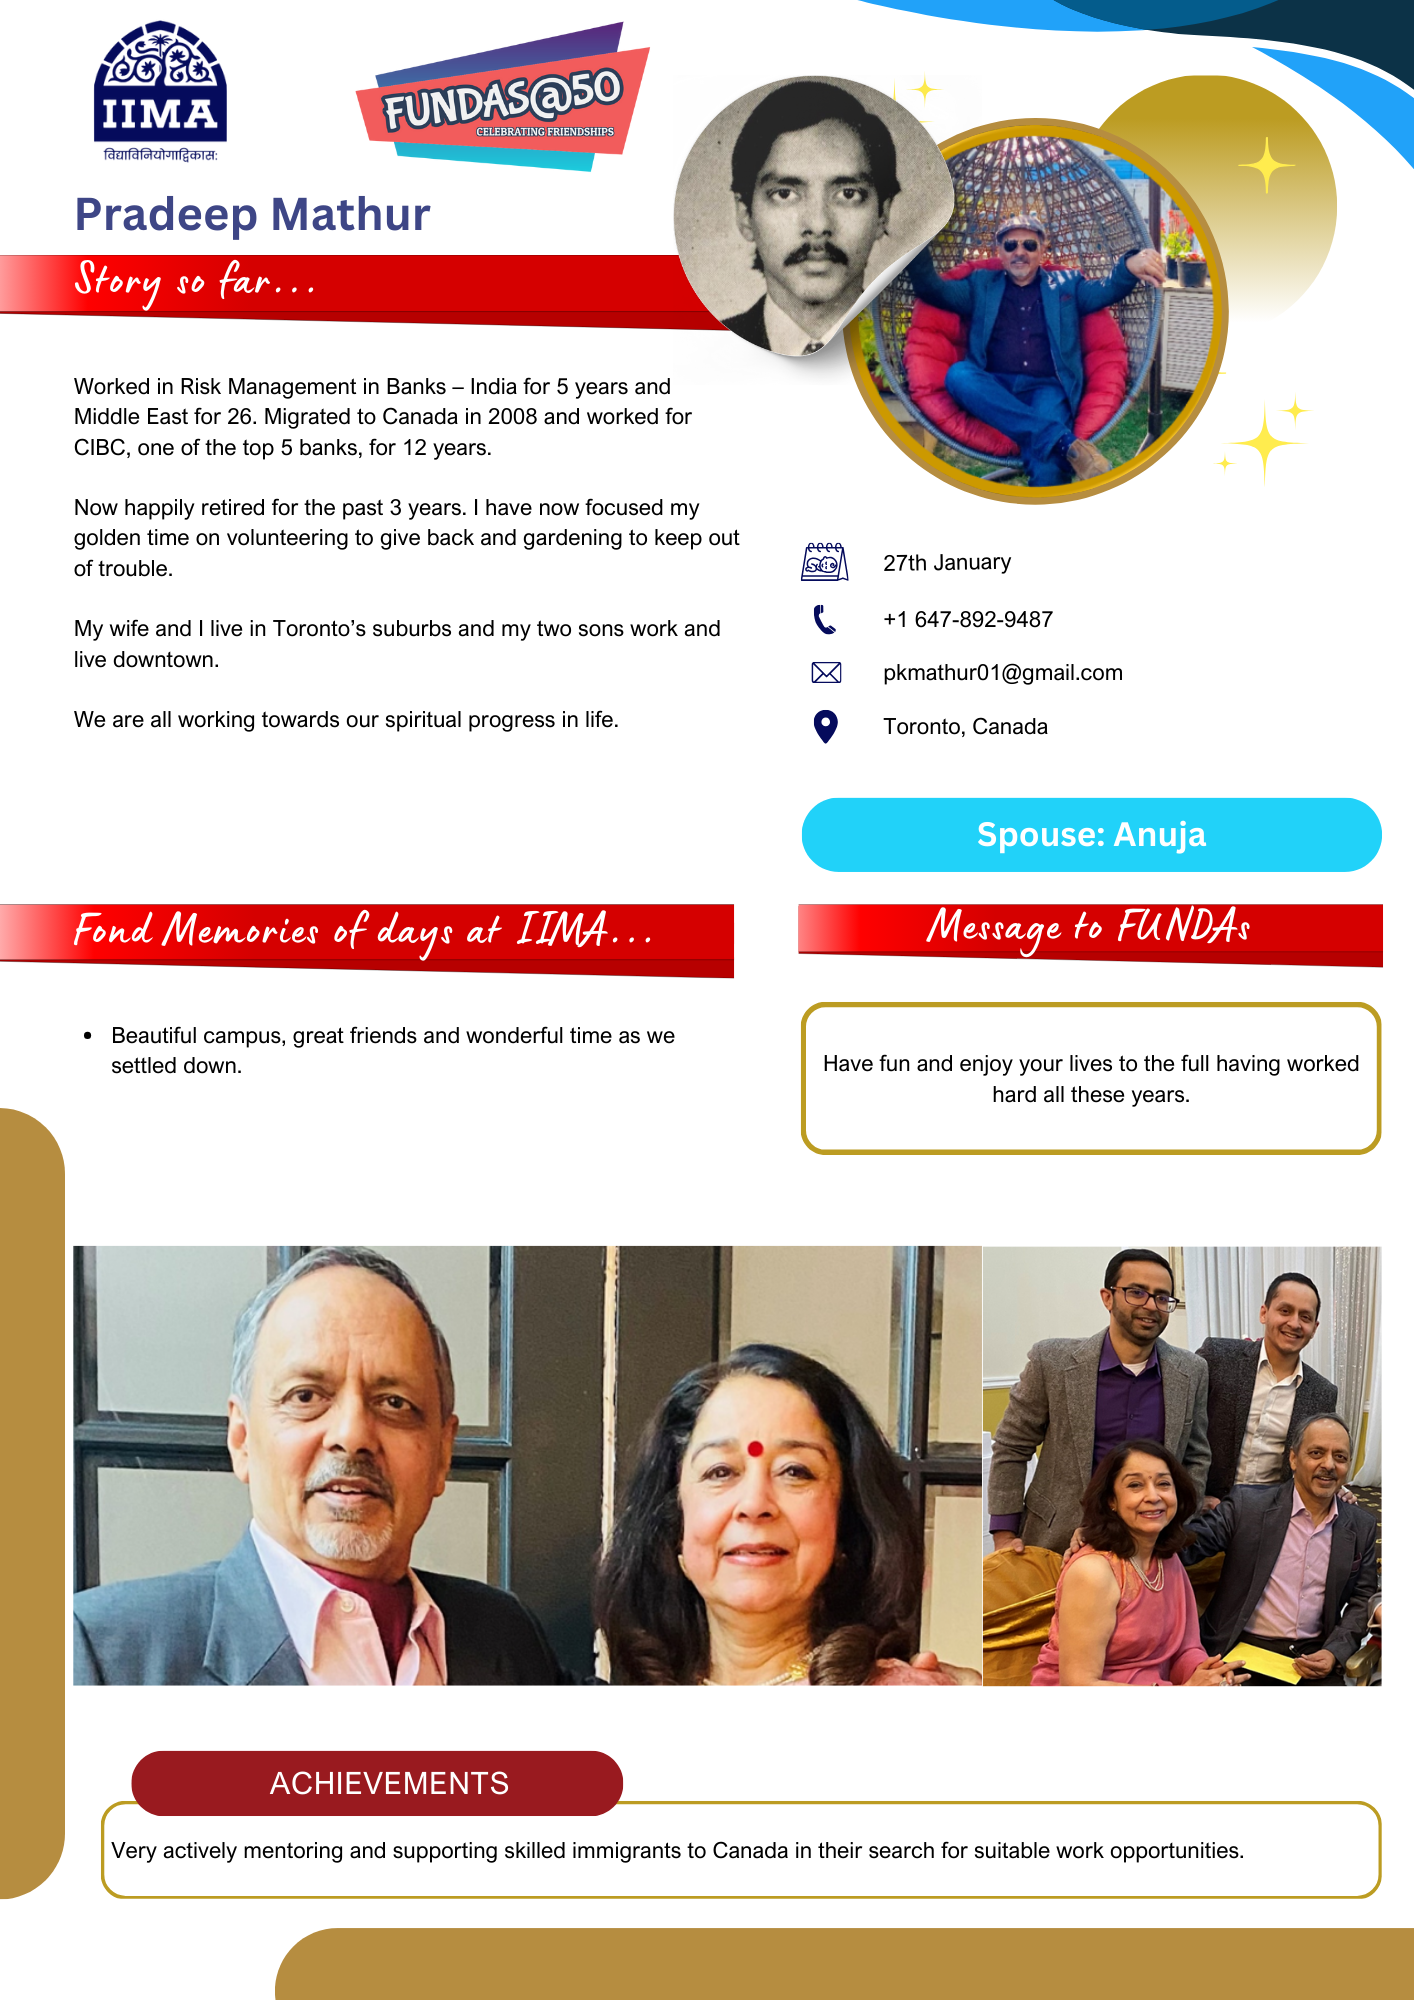 IIMA
विद्याविनियोगाद्विकासः
FUNDAS@50
CELEBRATING FRIENDSHIPS
Pradeep Mathur
Story so far...
Worked in Risk Management in Banks – India for 5 years and
Middle East for 26. Migrated to Canada in 2008 and worked for
CIBC, one of the top 5 banks, for 12 years.
Now happily retired for the past 3 years. I have now focused my
golden time on volunteering to give back and gardening to keep out
of trouble.
My wife and I live in Toronto’s suburbs and my two sons work and
live downtown.
We are all working towards our spiritual progress in life.
27th January
+1 647-892-9487
pkmathur01@gmail.com
Toronto, Canada
Spouse: Anuja
Fond Memories of days at IIMA...
Beautiful campus, great friends and wonderful time as we
settled down.
Message to FUNDAs
Have fun and enjoy your lives to the full having worked
hard all these years.
ACHIEVEMENTS
Very actively mentoring and supporting skilled immigrants to Canada in their search for suitable work opportunities.